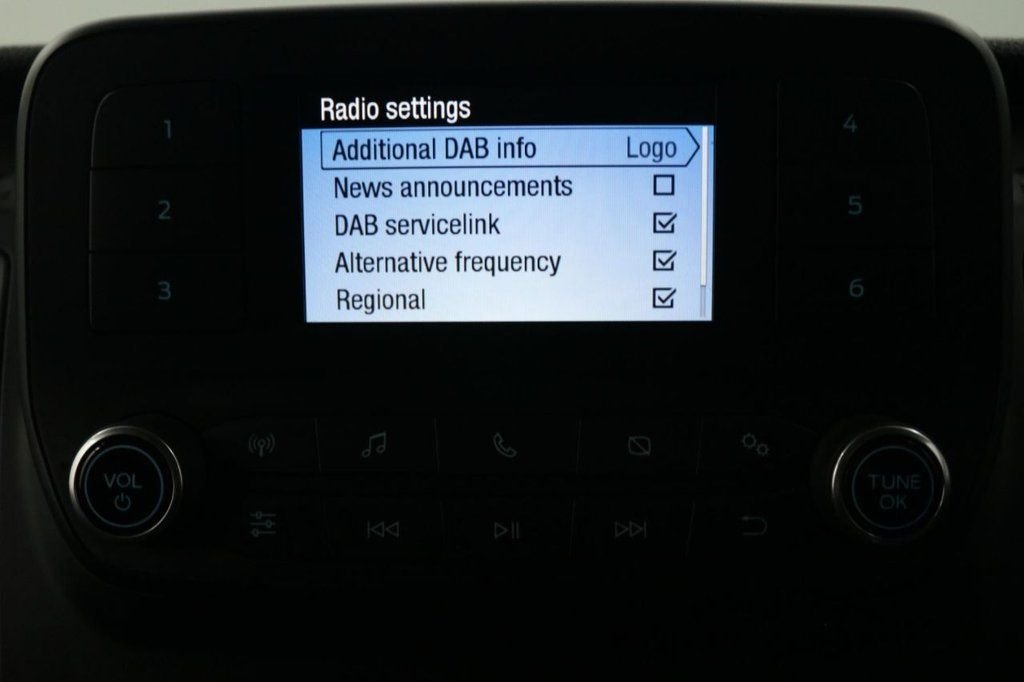 Radio settings
Additional DAB info Logo
News announcements
DAB servicelink
Alternative frequency
Regional
1
2
3
4
5
6
VOL
TUNE
OK